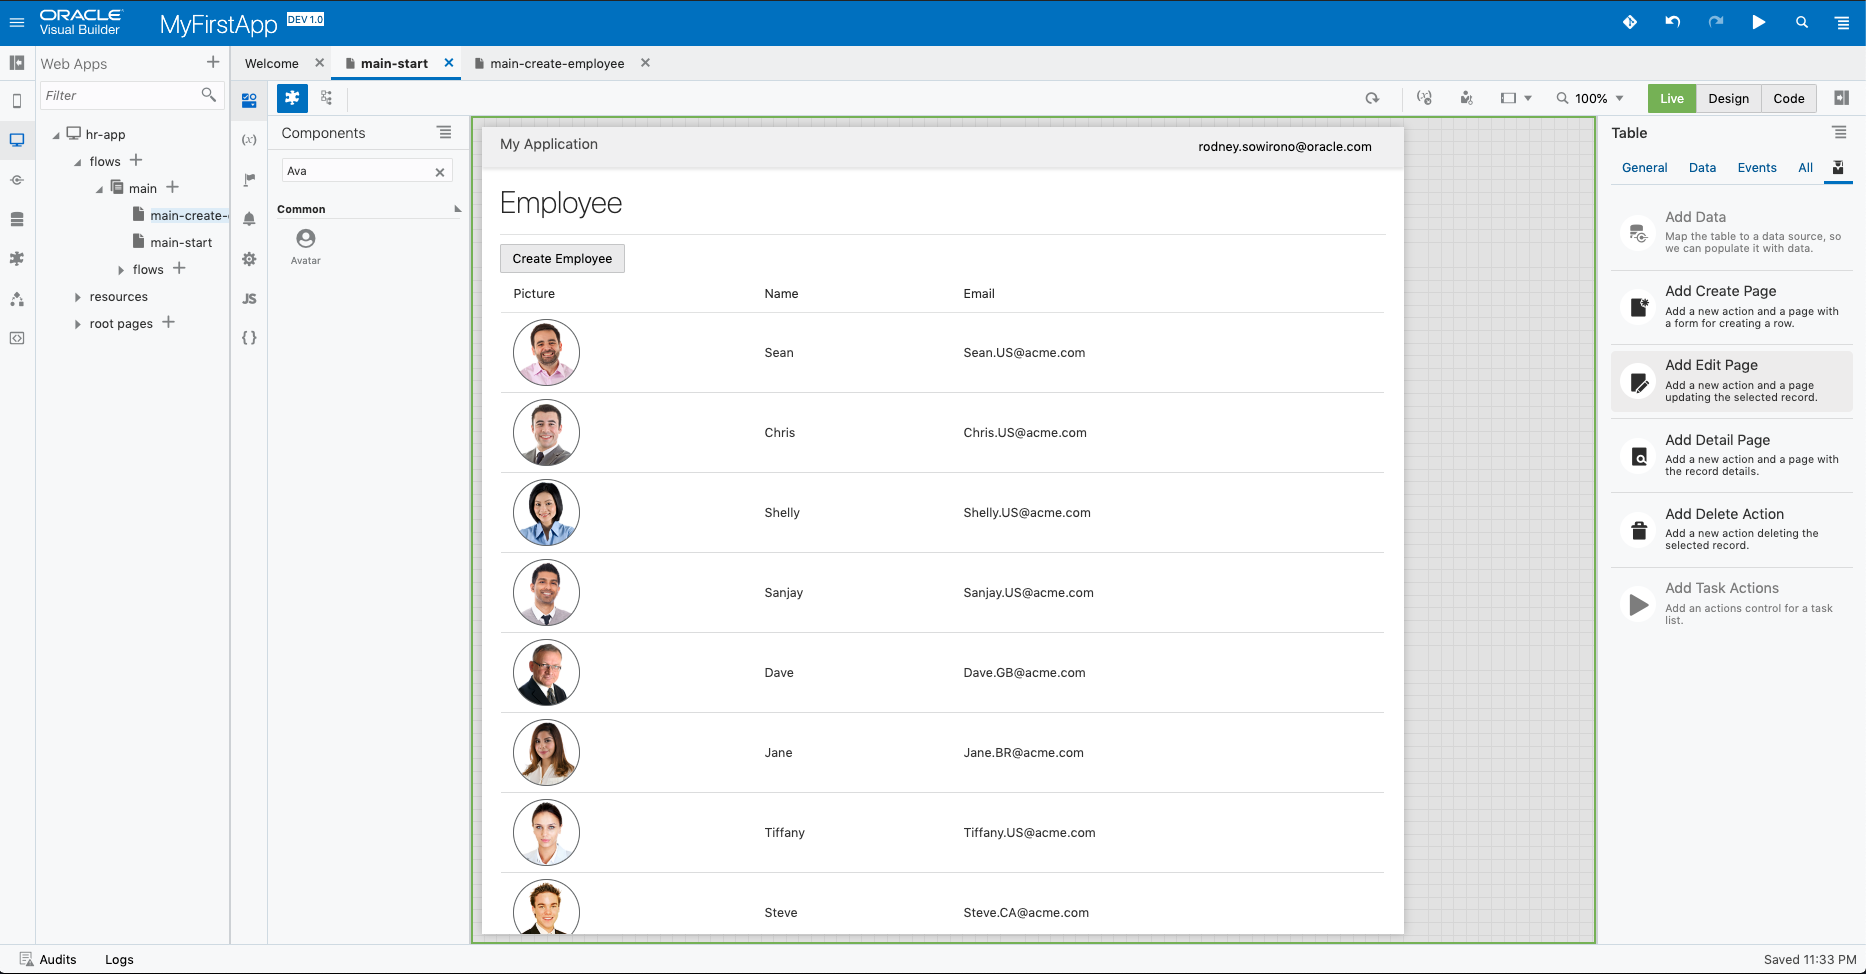 ORACLE
Visual Builder
MyFirstApp
DEV 1.0
Web Apps
Welcome
main-start
main-create-employee
Filter
100%
Live
Design
Code
hr-app
flows
main
main-create-
main-start
flows
resources
root pages
(x)
JS
{ }
Components
Ava
Common
Avatar
My Application
rodney.sowirono@oracle.com
Employee
Create Employee
Picture Name Email
Sean Sean.US@acme.com
Chris Chris.US@acme.com
Shelly Shelly.US@acme.com
Sanjay Sanjay.US@acme.com
Dave Dave.GB@acme.com
Jane Jane.BR@acme.com
Tiffany Tiffany.US@acme.com
Steve Steve.CA@acme.com
Table
General Data Events All
Add Data
Map the table to a data source, so
we can populate it with data.
Add Create Page
Add a new action and a page with
a form for creating a row.
Add Edit Page
Add a new action and a page
updating the selected record.
Add Detail Page
Add a new action and a page with
the record details.
Add Delete Action
Add a new action deleting the
selected record.
Add Task Actions
Add an actions control for a task
list.
Audits
Logs
Saved 11:33 PM